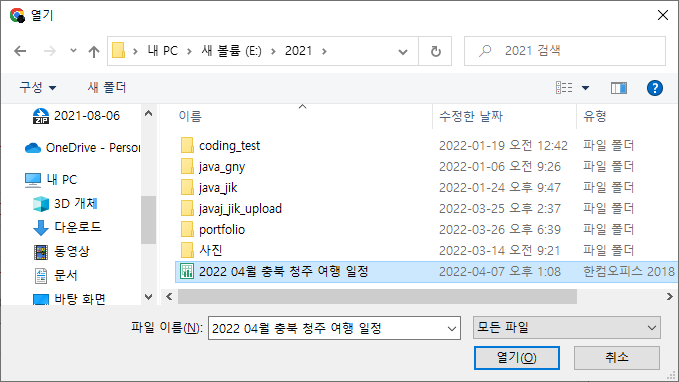 열기
내 PC > 새 볼륨 (E:) > 2021 >
2021 검색
구성 새 폴더
이름 수정한 날짜 유형
ZIP 2021-08-06
OneDrive - Person
내 PC
3D 개체
다운로드
동영상
문서
바탕 화면
coding_test 2022-01-19 오전 12:42 파일 폴더
java_gny 2022-01-06 오전 9:26 파일 폴더
java_jik 2022-01-24 오후 9:47 파일 폴더
javaj_jik_upload 2022-03-25 오후 2:37 파일 폴더
portfolio 2022-03-26 오후 6:39 파일 폴더
사진 2022-03-14 오전 9:21 파일 폴더
2022 04월 충북 청주 여행 일정 2022-04-07 오후 1:08 한컴오피스 2018
파일 이름(N): 2022 04월 충북 청주 여행 일정 모든 파일
열기(O) 취소